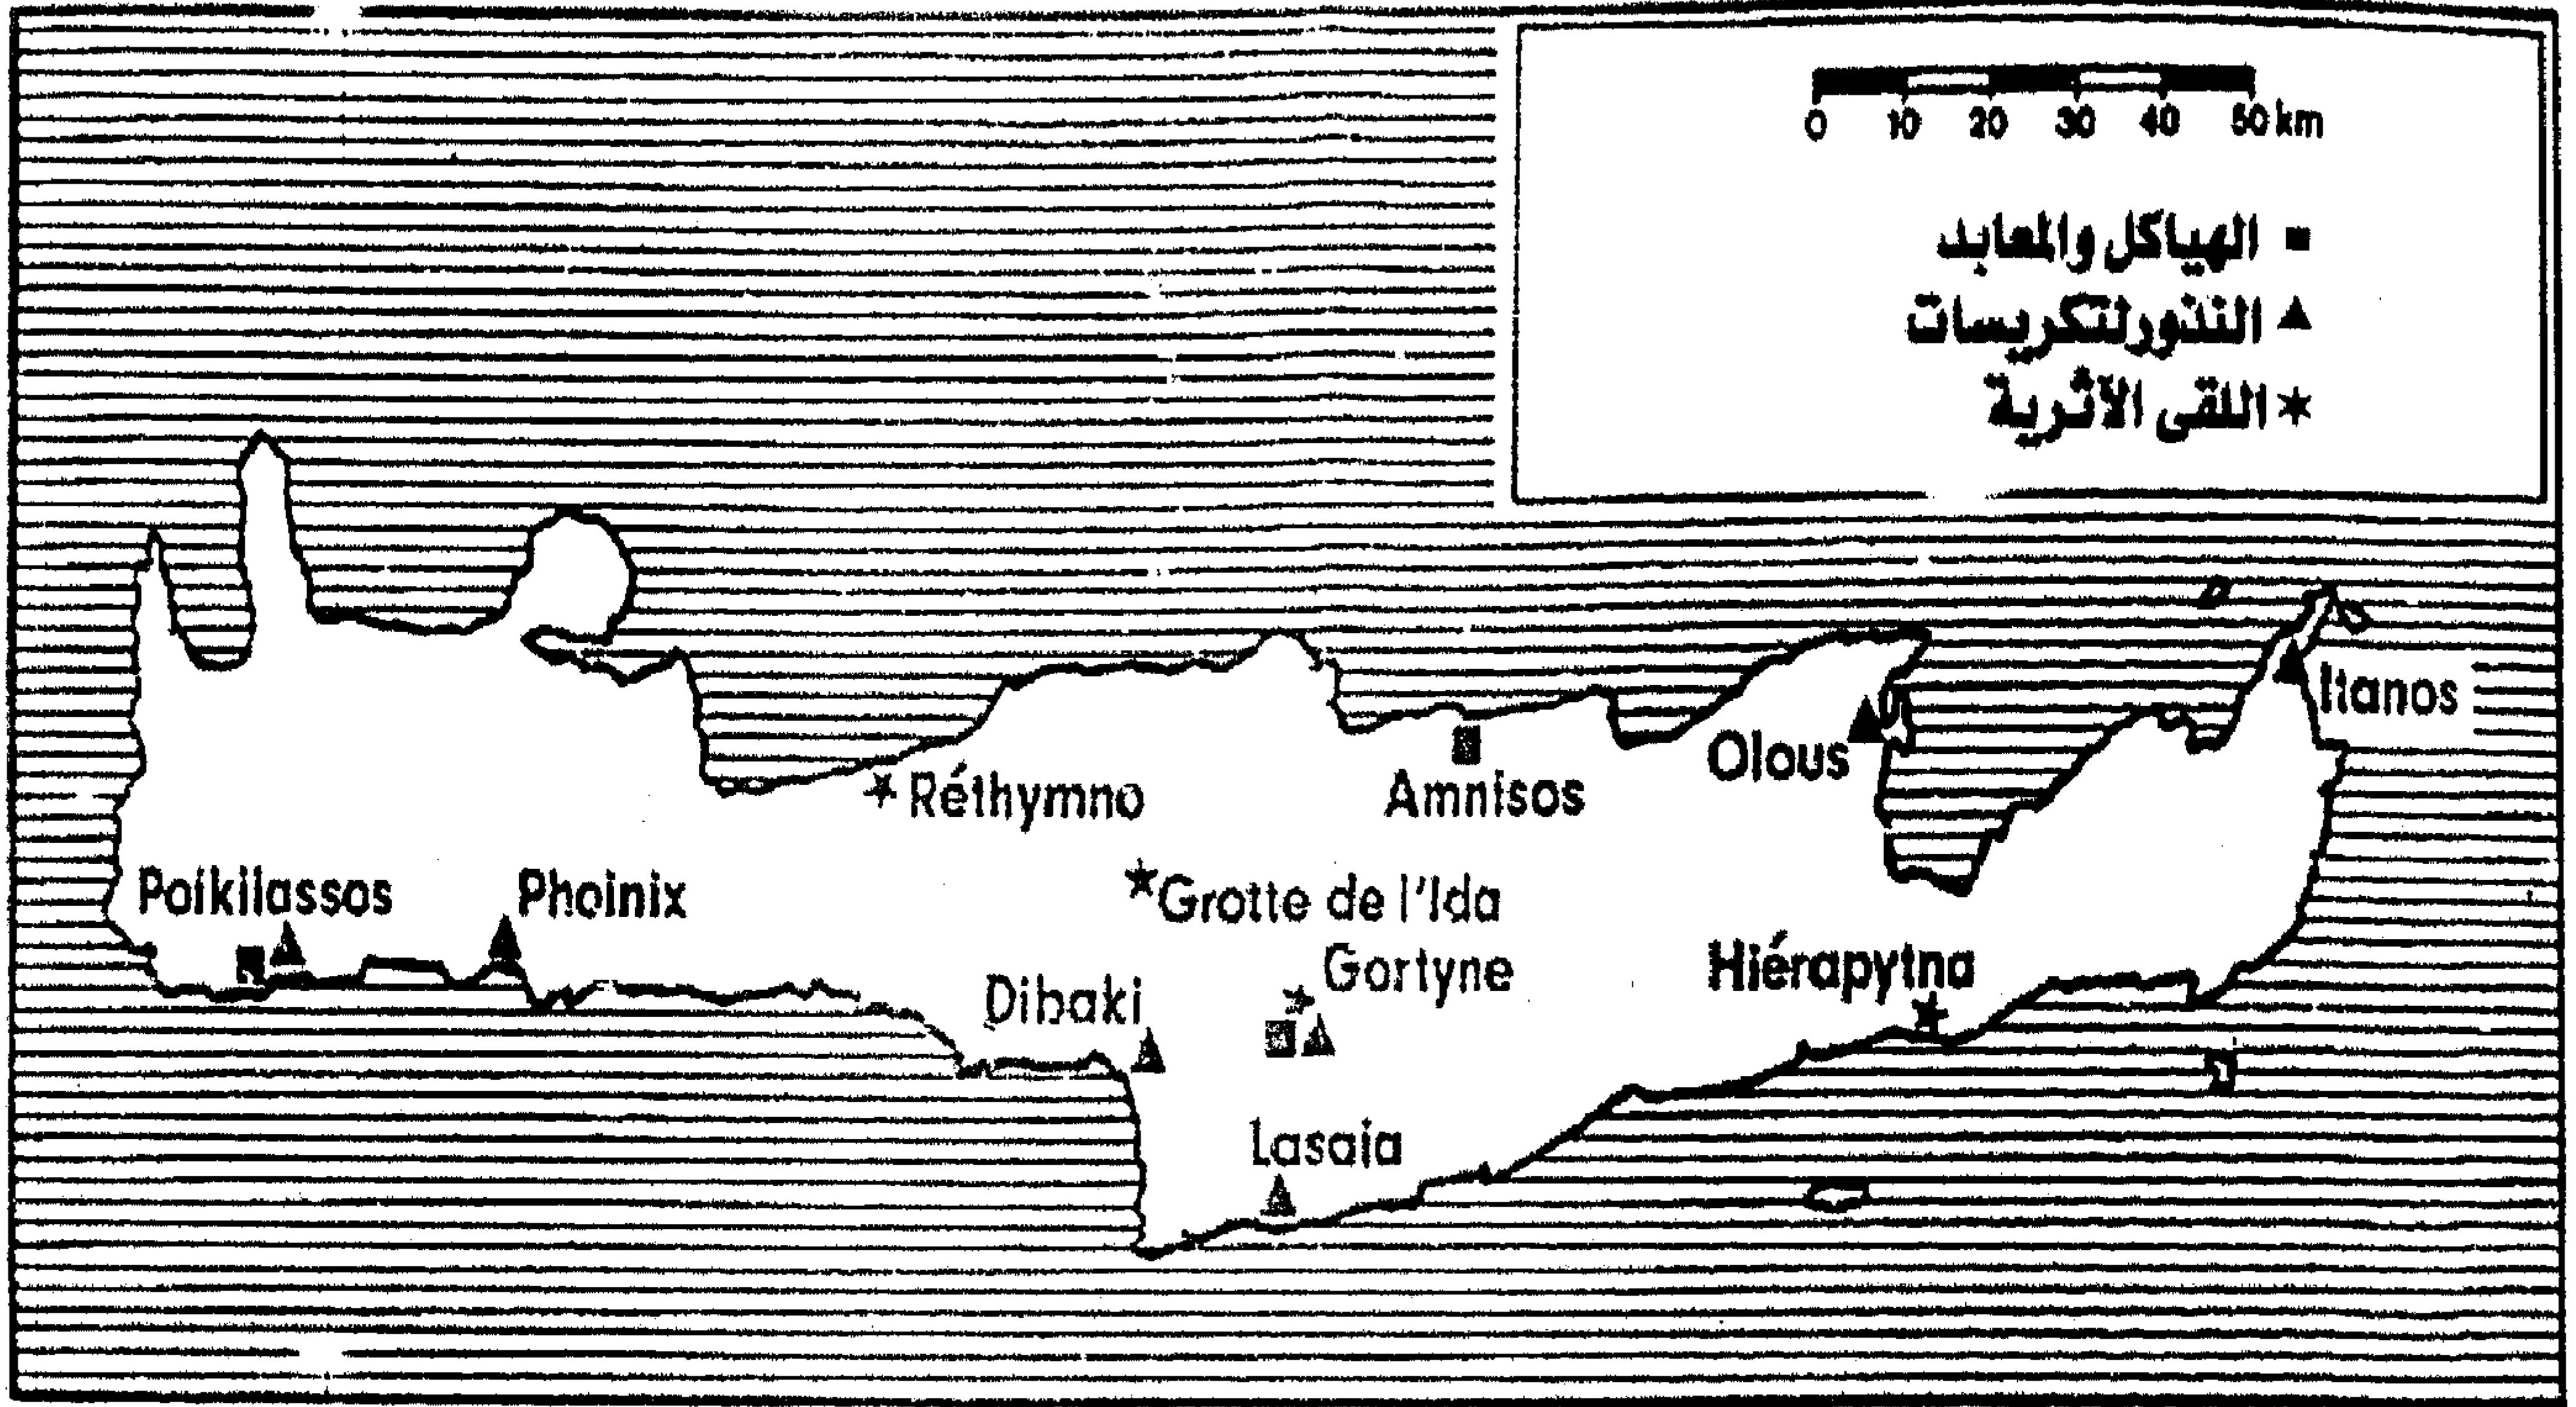 0 10 20 30 40 50 km
الهياكل والمعابد
النذورلتكريسات
اللقى الآثرية
Itanos
Olous
Réthymno
Amnisos
Poikilassos
Phoinix
Grotte de l'Ida
Gortyne
Hiérapytna
Dibaki
Lasaia